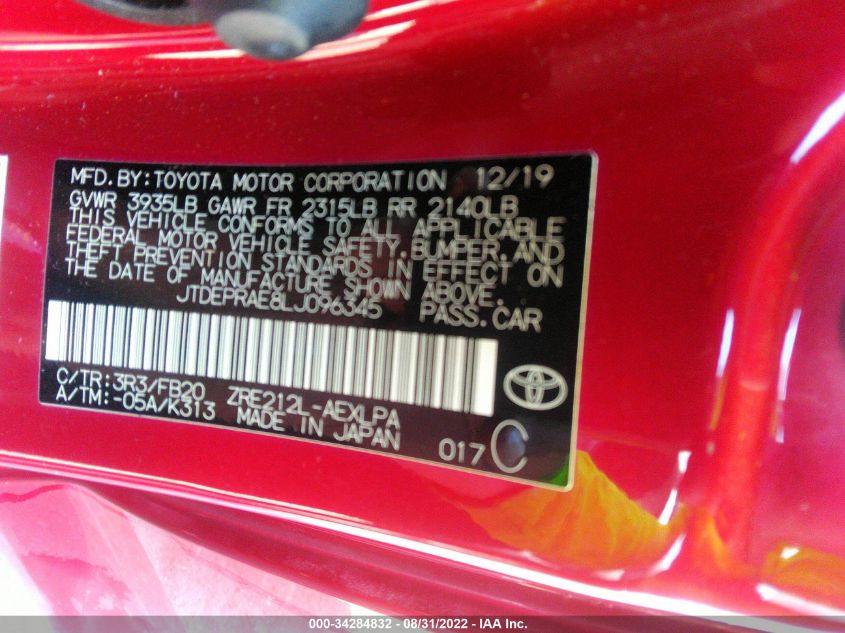 MFD. BY: TOYOTA MOTOR CORPORATION 12/19
GVWR 3935LB GAWR FR 2315LB RR 2140LB
THIS VEHICLE CONFORMS TO ALL APPLICABLE
FEDERAL MOTOR VEHICLE SAFETY, BUMPER, AND
THEFT PREVENTION STANDARDS IN EFFECT ON
THE DATE OF MANUFACTURE SHOWN ABOVE.
JTDEPRAE8LJ096345 PASS. CAR
C/TR: 3R3/FB20 ZRE212L-AEXLPA
A/TM: -05A/K313 MADE IN JAPAN
017 C
000-34284832 - 08/31/2022 - IAA Inc.